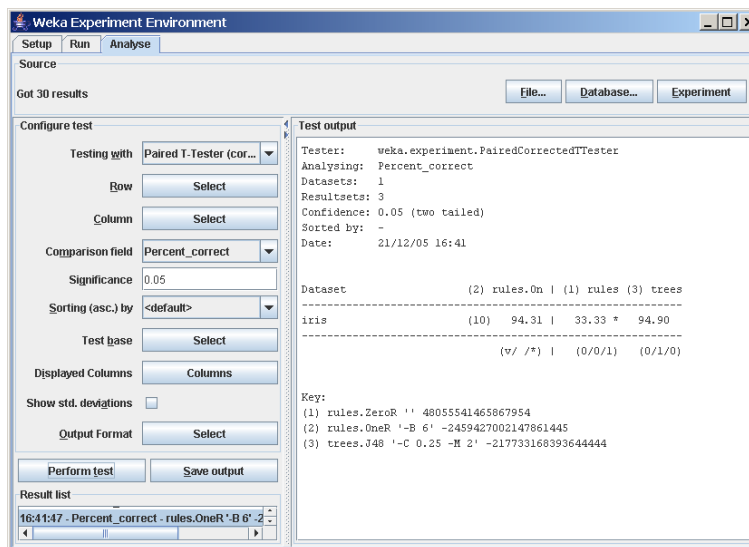 Weka Experiment Environment
Setup Run Analyse
Source
Got 30 results
File... Database... Experiment
Configure test
Testing with Paired T-Tester (cor...
Row Select
Column Select
Comparison field Percent_correct
Significance 0.05
Sorting (asc.) by <default>
Test base Select
Displayed Columns Columns
Show std. deviations
Output Format Select
Perform test Save output
Result list
16:41:47 - Percent_correct - rules.OneR '-B 6' -2
Test output
Tester: weka.experiment.PairedCorrectedTTester
Analysing: Percent_correct
Datasets: 1
Resultsets: 3
Confidence: 0.05 (two tailed)
Sorted by: -
Date: 21/12/05 16:41
Dataset (2) rules.On | (1) rules (3) trees
iris (10) 94.31 | 33.33 * 94.90
(v/ /*) | (0/0/1) (0/1/0)
Key:
(1) rules.ZeroR '' 48055541465867954
(2) rules.OneR '-B 6' -2459427002147861445
(3) trees.J48 '-C 0.25 -M 2' -217733168393644444